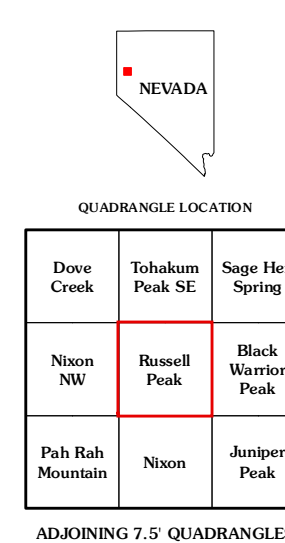 NEVADA
QUADRANGLE LOCATION
Dove
Creek
Tohakum
Peak SE
Sage He
Spring
Nixon
NW
Russell
Peak
Black
Warrior
Peak
Pah Rah
Mountain
Nixon
Juniper
Peak
ADJOINING 7.5' QUADRANGLE